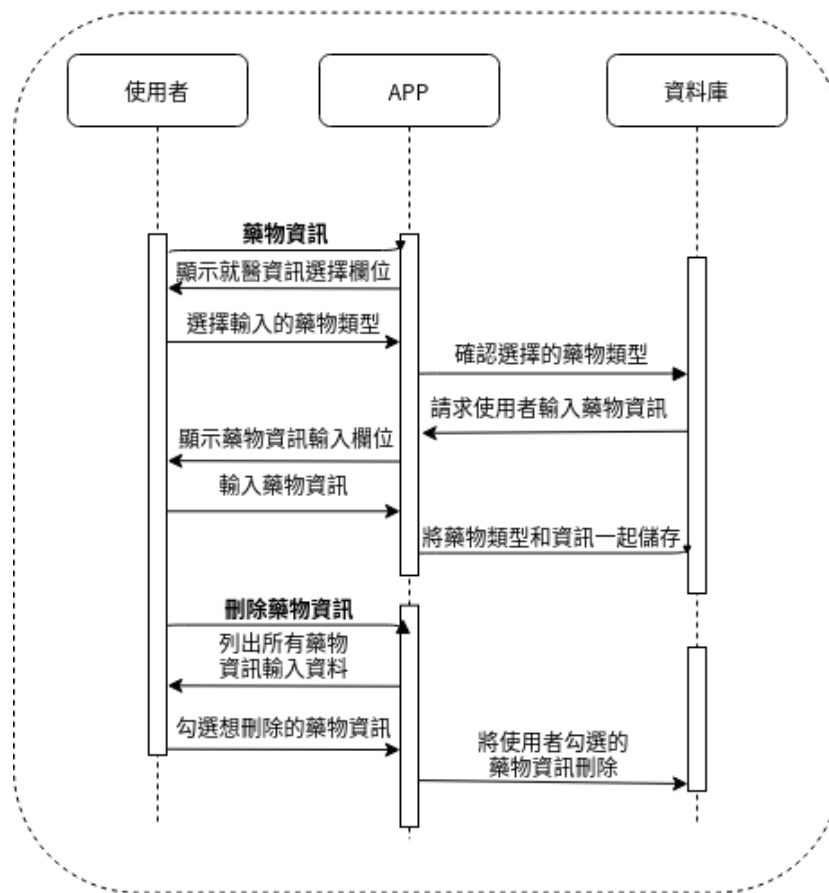 使用者
APP
資料庫
藥物資訊
顯示就醫資訊選擇欄位
選擇輸入的藥物類型
確認選擇的藥物類型
請求使用者輸入藥物資訊
顯示藥物資訊輸入欄位
輸入藥物資訊
將藥物類型和資訊一起儲存
刪除藥物資訊
列出所有藥物
資訊輸入資料
勾選想刪除的藥物資訊
將使用者勾選的
藥物資訊刪除